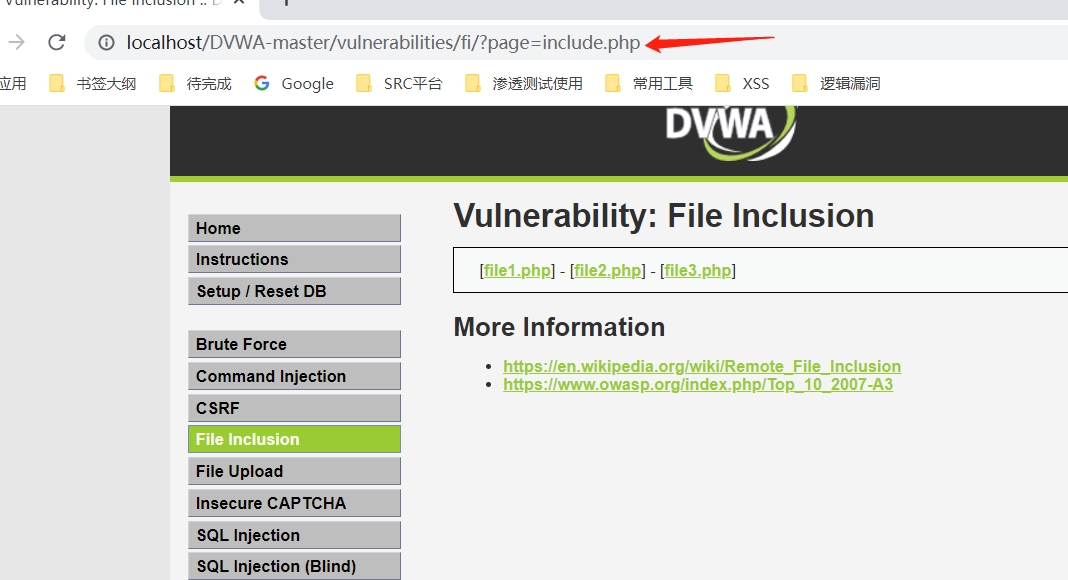 Vulnerability: File Inclusion :: D
localhost/DVWA-master/vulnerabilities/fi/?page=include.php
应用 书签大纲 待完成 Google SRC平台 渗透测试使用 常用工具 XSS 逻辑漏洞
DVWA
Home
Instructions
Setup / Reset DB
Brute Force
Command Injection
CSRF
File Inclusion
File Upload
Insecure CAPTCHA
SQL Injection
SQL Injection (Blind)
Vulnerability: File Inclusion
[file1.php] - [file2.php] - [file3.php]
More Information
https://en.wikipedia.org/wiki/Remote_File_Inclusion
https://www.owasp.org/index.php/Top_10_2007-A3